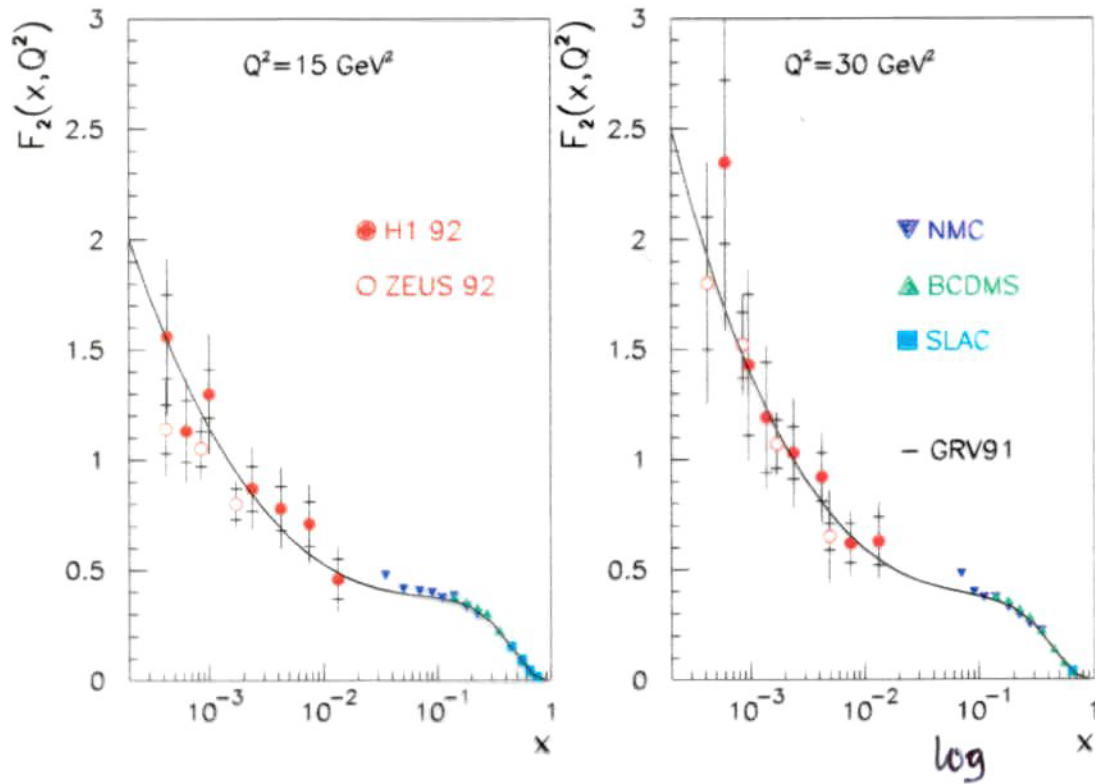 F₂(x,Q²)
3
2.5
2
1.5
1
0.5
0
Q²=15 GeV²
H1 92
ZEUS 92
10⁻³ 10⁻² 10⁻¹ 1
x
F₂(x,Q²)
3
2.5
2
1.5
1
0.5
0
Q²=30 GeV²
NMC
BCDMS
SLAC
– GRV91
10⁻³ 10⁻² 10⁻¹ 1
log x